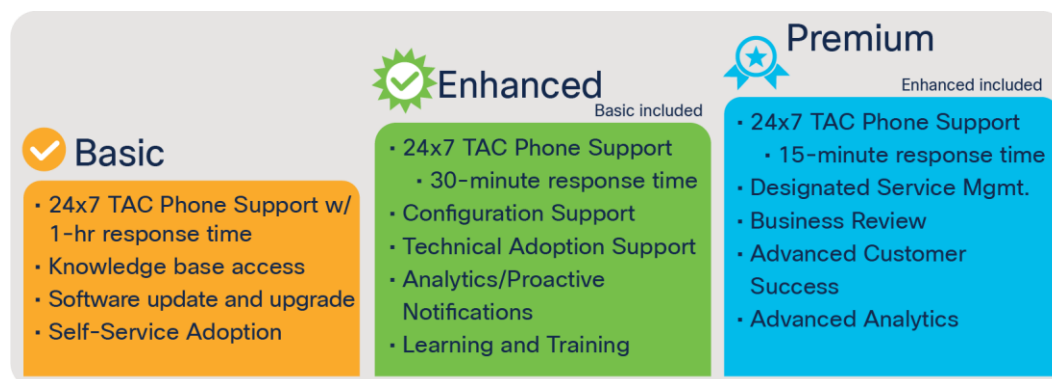 Basic
· 24x7 TAC Phone Support w/
1-hr response time
· Knowledge base access
· Software update and upgrade
· Self-Service Adoption
Enhanced
Basic included
· 24x7 TAC Phone Support
· 30-minute response time
· Configuration Support
· Technical Adoption Support
· Analytics/Proactive
Notifications
· Learning and Training
Premium
Enhanced included
· 24x7 TAC Phone Support
· 15-minute response time
· Designated Service Mgmt.
· Business Review
· Advanced Customer
Success
· Advanced Analytics